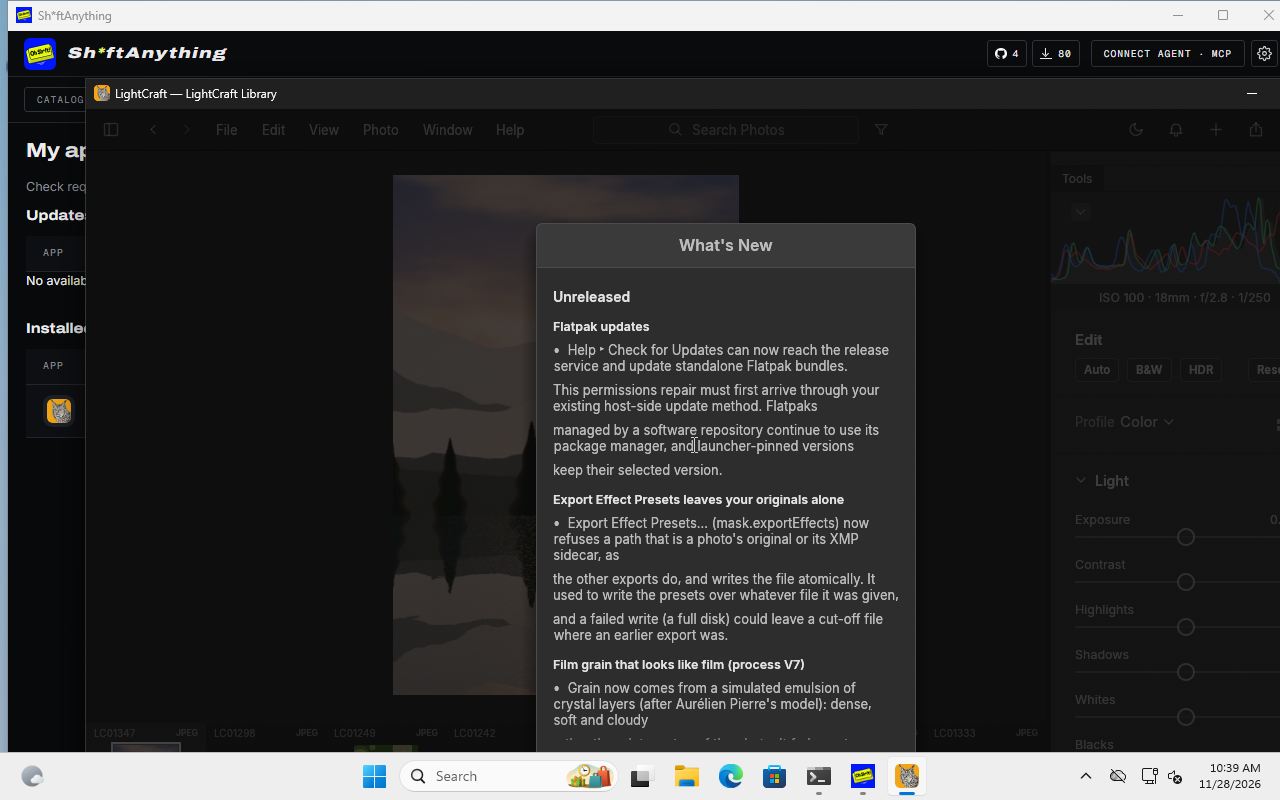 Sh*ftAnything
Oh Sh*ft!
Sh*ftAnything
4
80
CONNECT AGENT · MCP
CATALOG
LightCraft — LightCraft Library
File
Edit
View
Photo
Window
Help
Search Photos
My ap
Check req
Updates
APP
No availab
Installed
APP
Tools
ISO 100 · 18mm · f/2.8 · 1/250
Edit
Auto
B&W
HDR
Rese
Profile Color
Light
Exposure
Contrast
Highlights
Shadows
Whites
Blacks
What's New
Unreleased
Flatpak updates
• Help ‣ Check for Updates can now reach the release
service and update standalone Flatpak bundles.
This permissions repair must first arrive through your
existing host-side update method. Flatpaks
managed by a software repository continue to use its
package manager, and launcher-pinned versions
keep their selected version.
Export Effect Presets leaves your originals alone
• Export Effect Presets... (mask.exportEffects) now
refuses a path that is a photo's original or its XMP
sidecar, as
the other exports do, and writes the file atomically. It
used to write the presets over whatever file it was given,
and a failed write (a full disk) could leave a cut-off file
where an earlier export was.
Film grain that looks like film (process V7)
• Grain now comes from a simulated emulsion of
crystal layers (after Aurélien Pierre's model): dense,
soft and cloudy
LC01347
JPEG
LC01298
JPEG
LC01249
JPEG
LC01242
LC01333
JPEG
Search
10:39 AM
11/28/2026